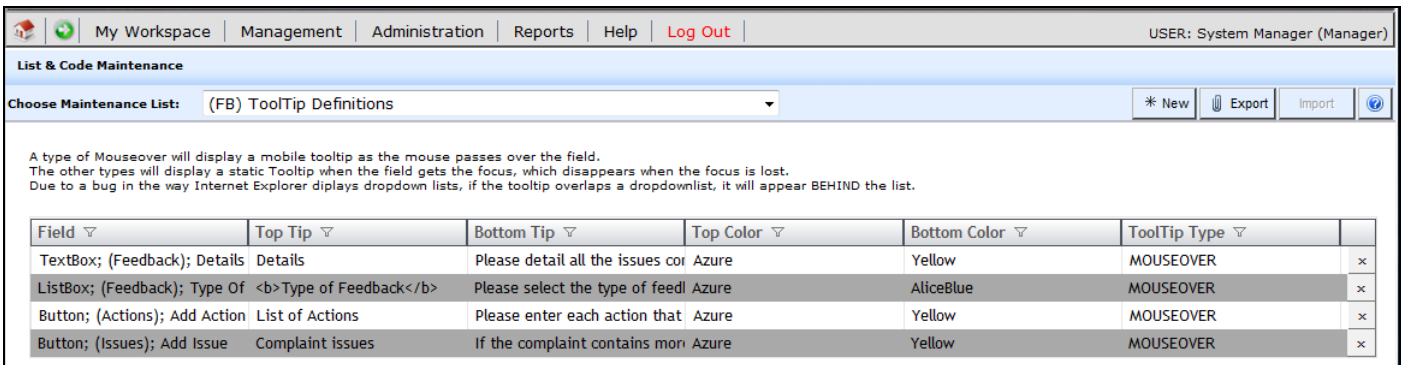 My Workspace Management Administration Reports Help Log Out USER: System Manager (Manager)
List & Code Maintenance
Choose Maintenance List: (FB) ToolTip Definitions New Export Import
A type of Mouseover will display a mobile tooltip as the mouse passes over the field.
The other types will display a static Tooltip when the field gets the focus, which disappears when the focus is lost.
Due to a bug in the way Internet Explorer diplays dropdown lists, if the tooltip overlaps a dropdownlist, it will appear BEHIND the list.
Field Top Tip Bottom Tip Top Color Bottom Color ToolTip Type
TextBox; (Feedback); Details Details Please detail all the issues Azure Yellow MOUSEOVER
ListBox; (Feedback); Type Of <b>Type of Feedback</b> Please select the type of Azure AliceBlue MOUSEOVER
Button; (Actions); Add Action List of Actions Please enter each action that Azure Yellow MOUSEOVER
Button; (Issues); Add Issue Complaint issues If the complaint contains Azure Yellow MOUSEOVER